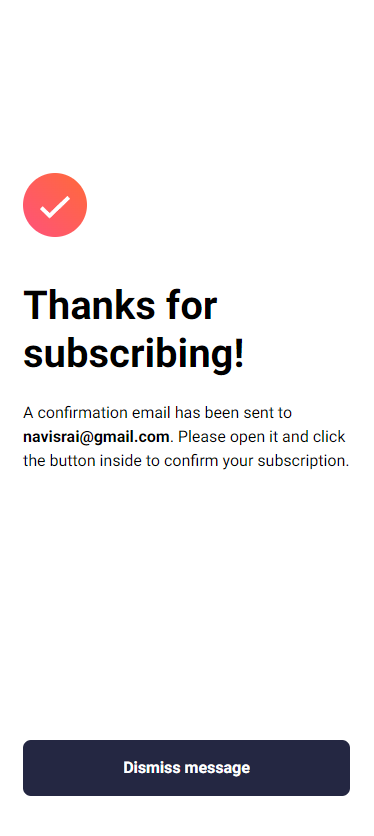 Thanks for
subscribing!
A confirmation email has been sent to
navisrai@gmail.com. Please open it and click
the button inside to confirm your subscription.
Dismiss message